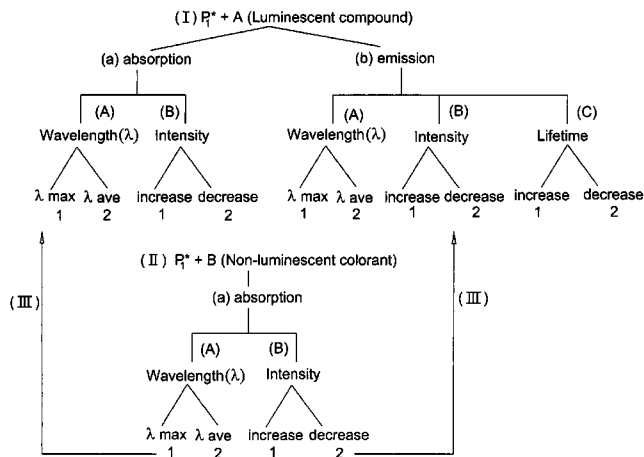 (I) P₁* + A (Luminescent compound)
(a) absorption (b) emission
(A) (B) (A) (B) (C)
Wavelength(λ) Intensity Wavelength(λ) Intensity Lifetime
λ max λ ave increase decrease λ max λ ave increase decrease increase decrease
1 2 1 2 1 2 1 2 1 2
(II) P₁* + B (Non-luminescent colorant)
(III) (a) absorption (III)
(A) (B)
Wavelength(λ) Intensity
λ max λ ave increase decrease
1 2 1 2